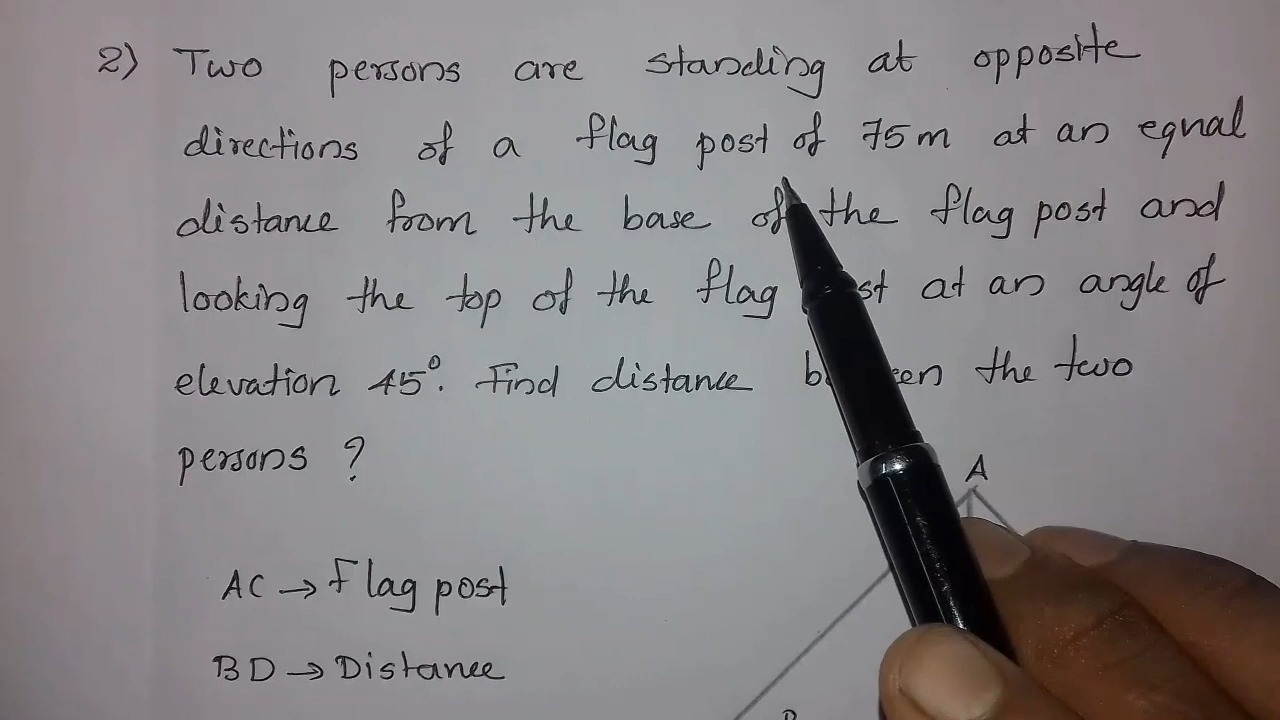 2) Two persons are standing at opposite
directions of a flag post of 75m at an equal
distance from the base of the flag post and
looking the top of the flag st at an angle of
elevation 45°. Find distance b en the two
persons ?
A
AC → Flag post
BD → Distance